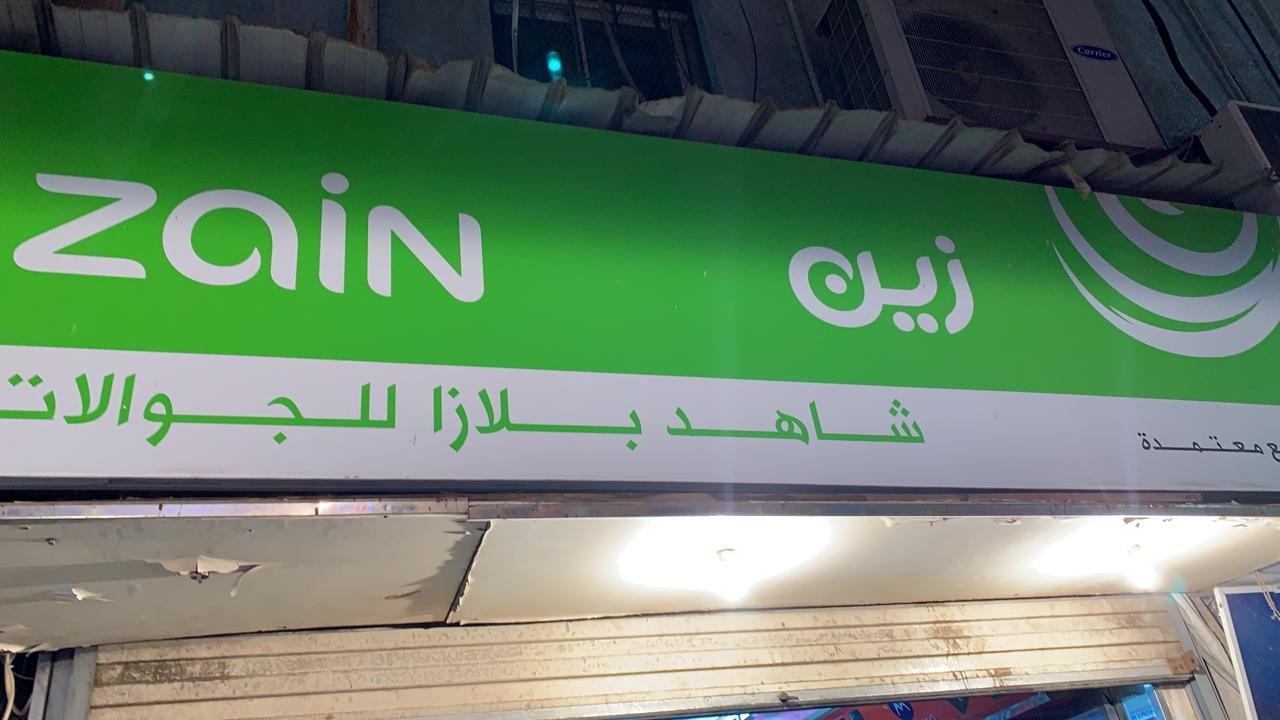 Carrier
zain
زين
شاهد بلازا للجوالات
معتمدة